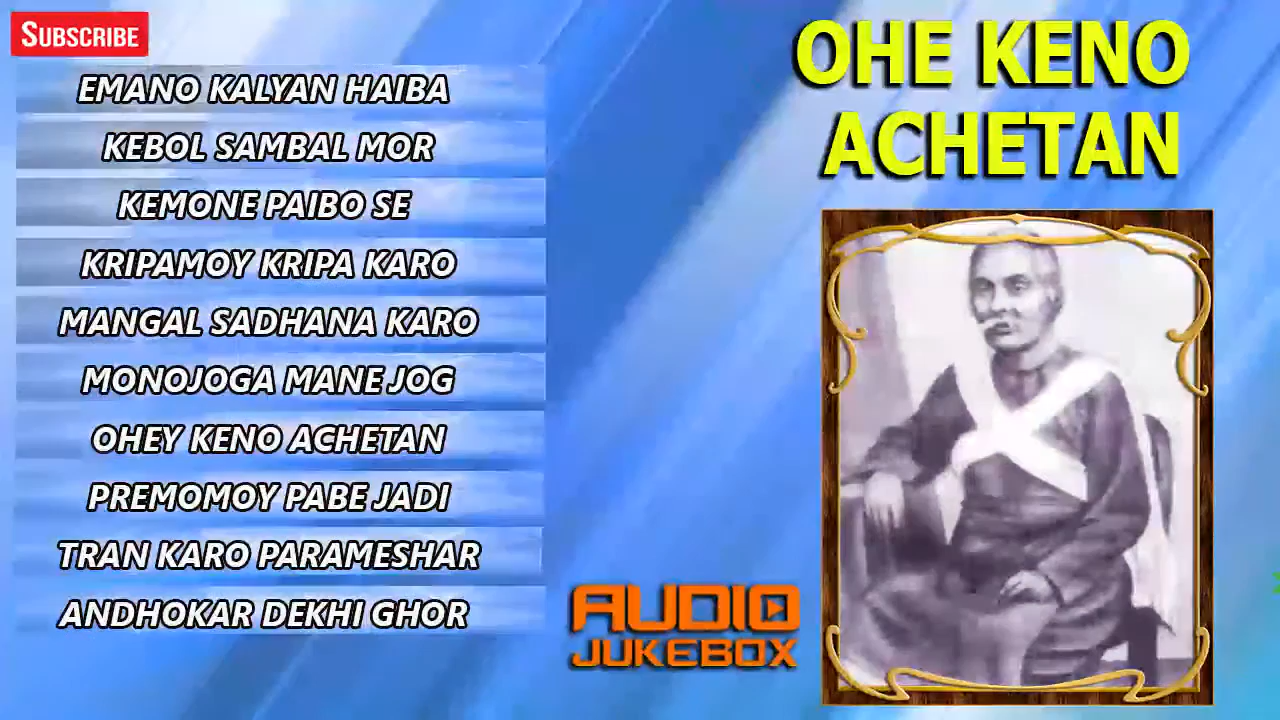 SUBSCRIBE
EMANO KALYAN HAIBA
KEBOL SAMBAL MOR
KEMONE PAIBO SE
KRIPAMOY KRIPA KARO
MANGAL SADHANA KARO
MONOJOGA MANE JOG
OHEY KENO ACHETAN
PREMOMOY PABE JADI
TRAN KARO PARAMESHAR
ANDHOKAR DEKHI GHOR
OHE KENO
ACHETAN
AUDIO
JUKEBOX